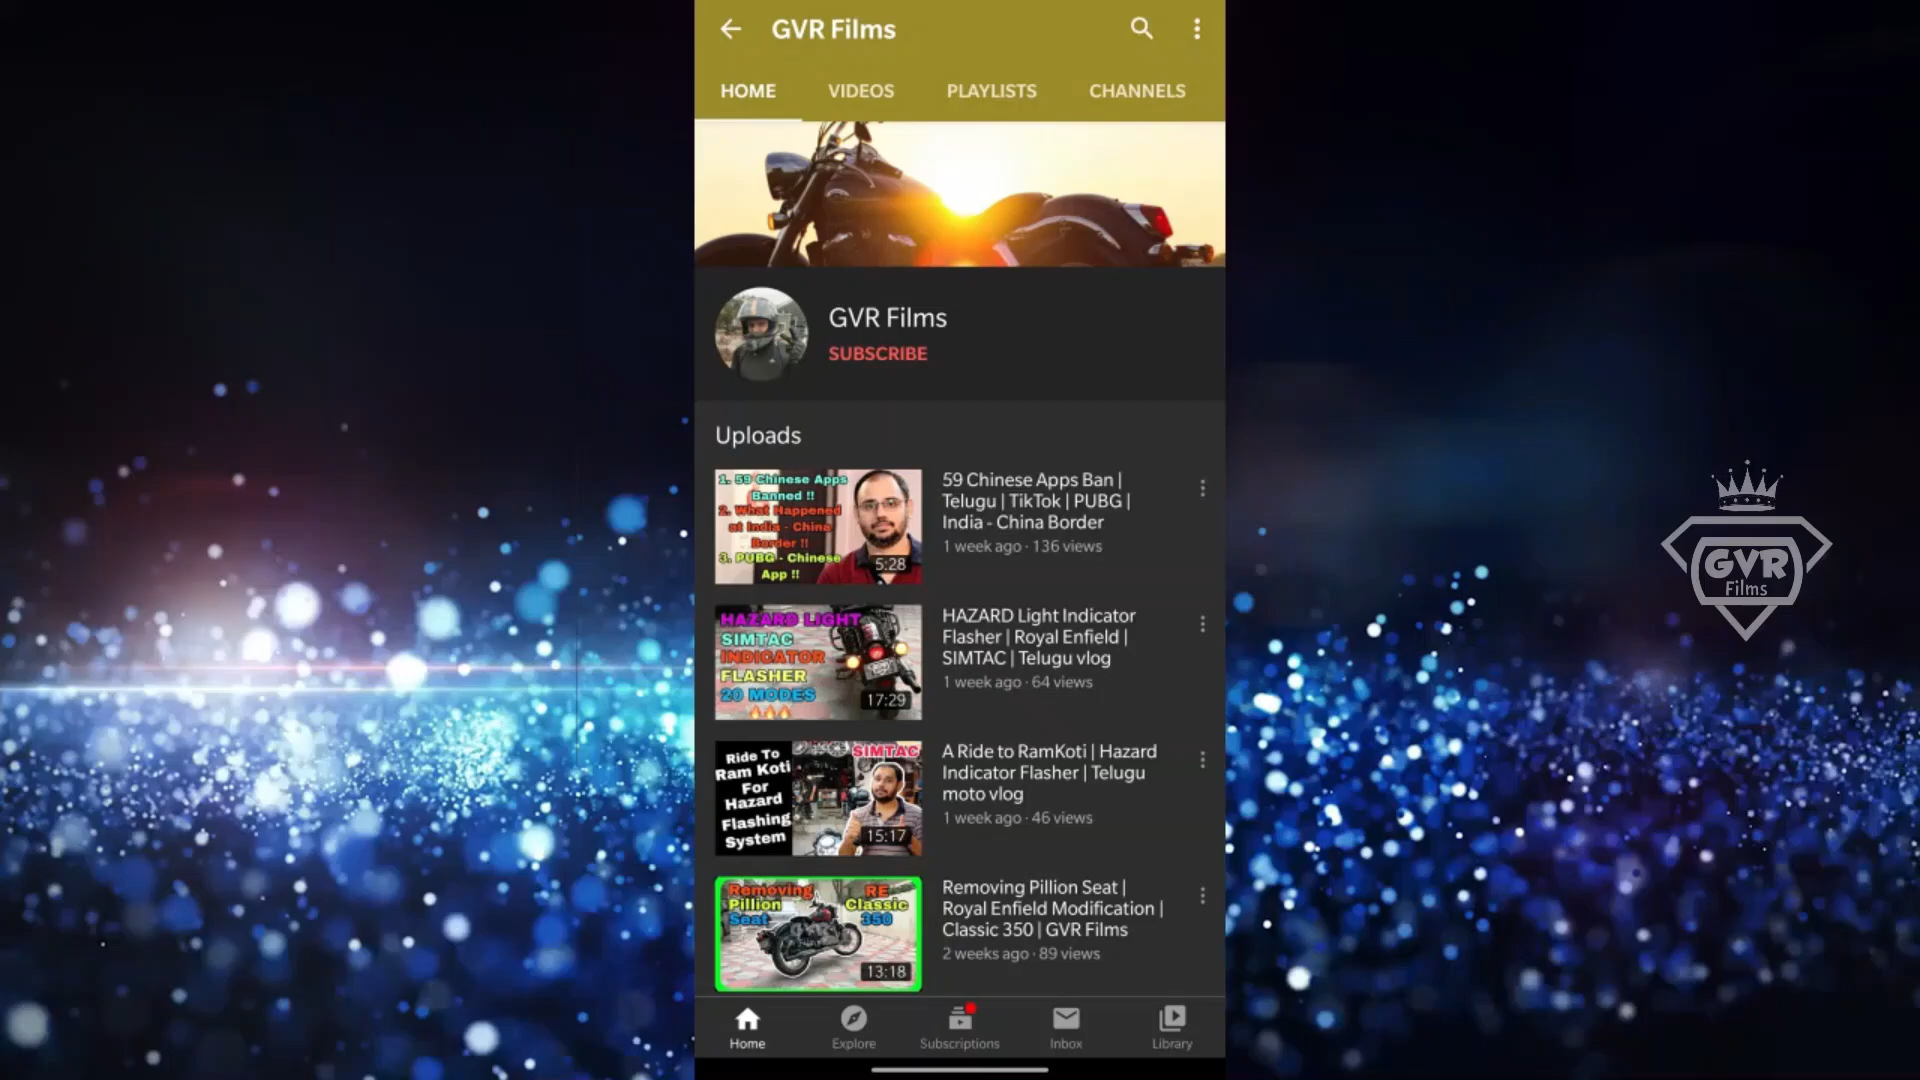 GVR Films
HOME VIDEOS PLAYLISTS CHANNELS
GVR Films
SUBSCRIBE
Uploads
1. 59 Chinese Apps
Banned !!
2. What Happened
at India - China
Border !!
3. PUBG - Chinese
App !!
5:28
59 Chinese Apps Ban |
Telugu | TikTok | PUBG |
India - China Border
1 week ago · 136 views
HAZARD LIGHT
SIMTAC
INDICATOR
FLASHER
20 MODES
17:29
HAZARD Light Indicator
Flasher | Royal Enfield |
SIMTAC | Telugu vlog
1 week ago · 64 views
Ride To
Ram Koti
For
Hazard
Flashing
System
SIMTAC
15:17
A Ride to RamKoti | Hazard
Indicator Flasher | Telugu
moto vlog
1 week ago · 46 views
Removing
Pillion
Seat
RE
Classic
350
GVR
13:18
Removing Pillion Seat |
Royal Enfield Modification |
Classic 350 | GVR Films
2 weeks ago · 89 views
Home Explore Subscriptions Inbox Library
GVR
Films